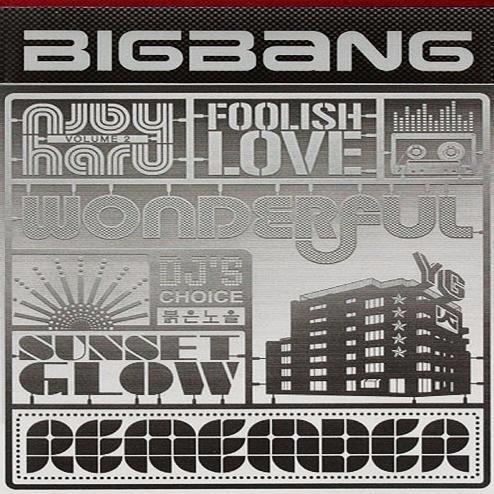 BIGBANG
HARU
VOLUME 2
HARU
FOOLISH
LOVE
WONDERFUL
DJ'S
CHOICE
붉은노을
YG
SUNSET
GLOW
REMEMBER